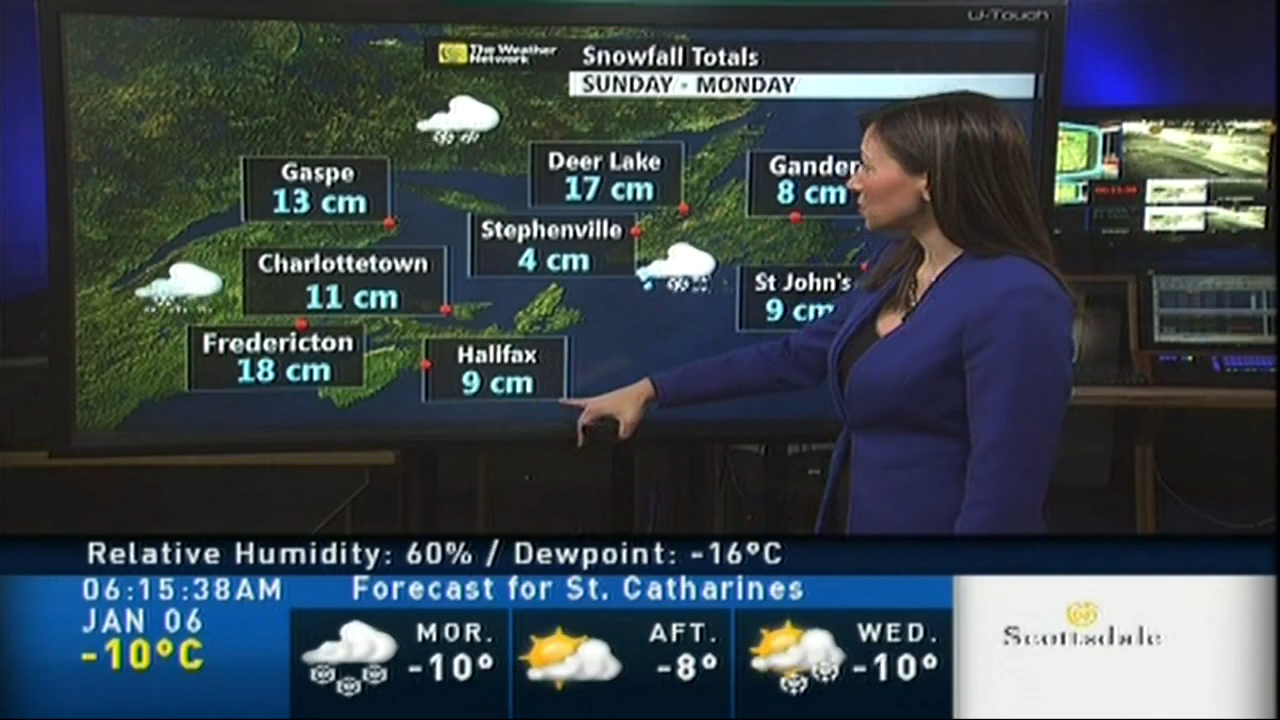 U-Touch
The Weather
Network
Snowfall Totals
SUNDAY - MONDAY
Gaspe
13 cm
Deer Lake
17 cm
Gander
8 cm
Stephenville
4 cm
Charlottetown
11 cm
St John's
9 cm
Fredericton
18 cm
Halifax
9 cm
Relative Humidity: 60% / Dewpoint: -16°C
06:15:38AM
JAN 06
-10°C
Forecast for St. Catharines
MOR.
-10°
AFT.
-8°
WED.
-10°
Scottsdale